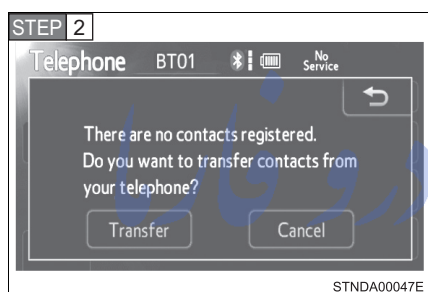 STEP 2
Telephone BT01 No Service
There are no contacts registered.
Do you want to transfer contacts from
your telephone?
Transfer Cancel
STNDA00047E